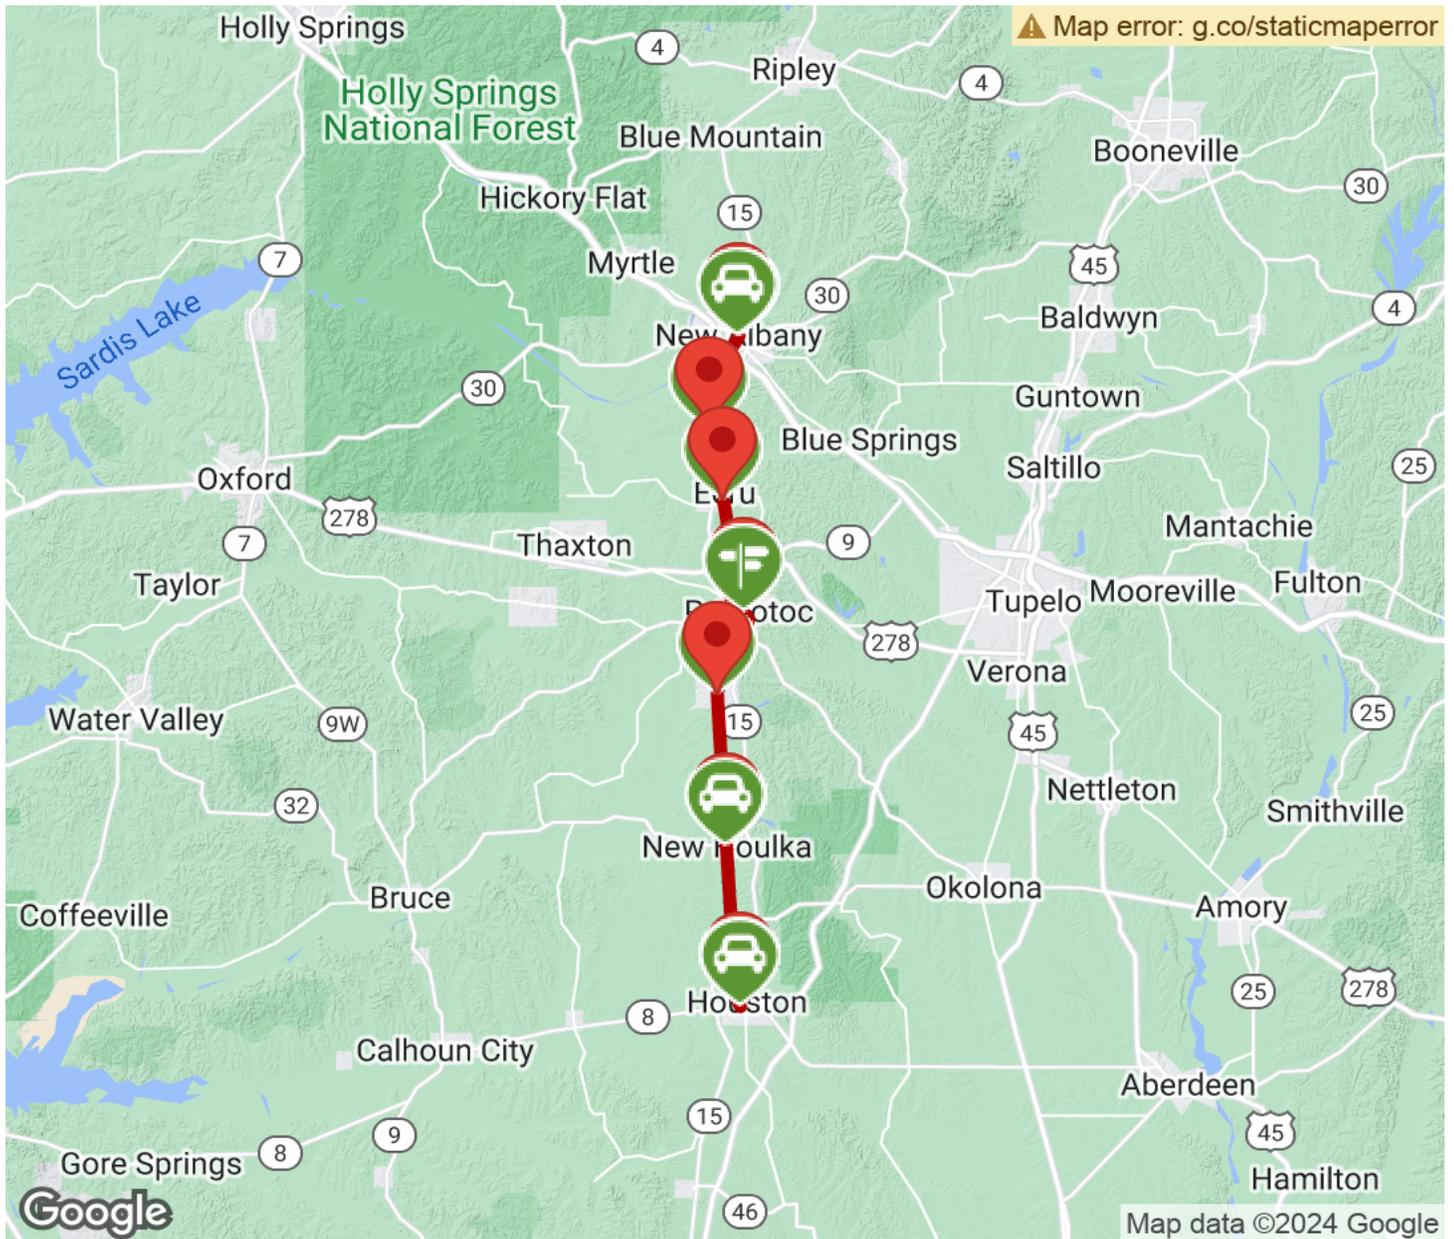 Map error: g.co/staticmaperror
Holly Springs
4
Ripley
4
Holly Springs
National Forest
Blue Mountain
Booneville
30
Hickory Flat
15
7
Myrtle
45
30
4
Sardis Lake
Baldwyn
30
Guntown
Blue Springs
Saltillo
25
Oxford
278
Mantachie
7
Thaxton
9
Taylor
Mooreville
Fulton
Tupelo
278
Verona
Water Valley
9W
15
25
45
Nettleton
32
Smithville
New
Okolona
Bruce
Amory
Coffeeville
25
278
8
Calhoun City
Aberdeen
15
9
45
8
Gore Springs
Hamilton
46
Google
Map data ©2024 Google